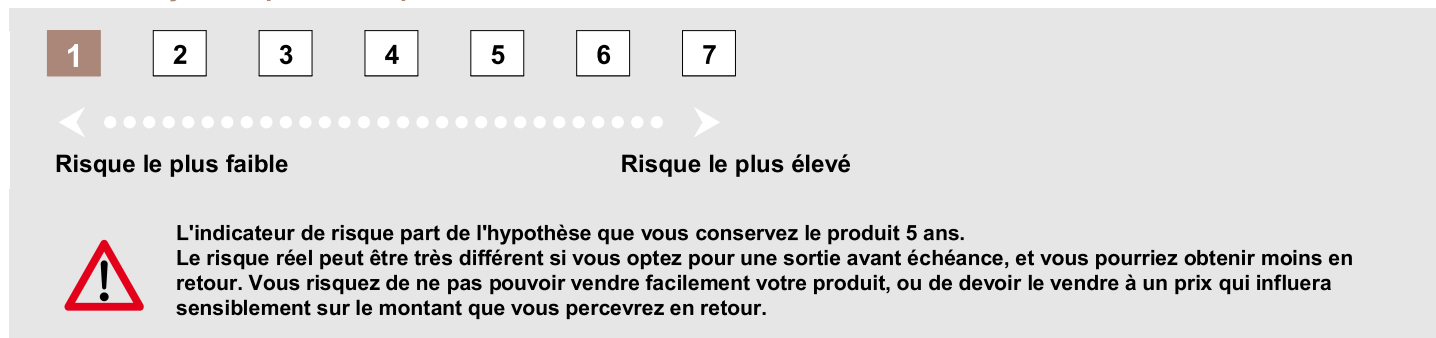 1 2 3 4 5 6 7
Risque le plus faible Risque le plus élevé
L'indicateur de risque part de l'hypothèse que vous conservez le produit 5 ans.
Le risque réel peut être très différent si vous optez pour une sortie avant échéance, et vous pourriez obtenir moins en
retour. Vous risquez de ne pas pouvoir vendre facilement votre produit, ou de devoir le vendre à un prix qui influera
sensiblement sur le montant que vous percevrez en retour.